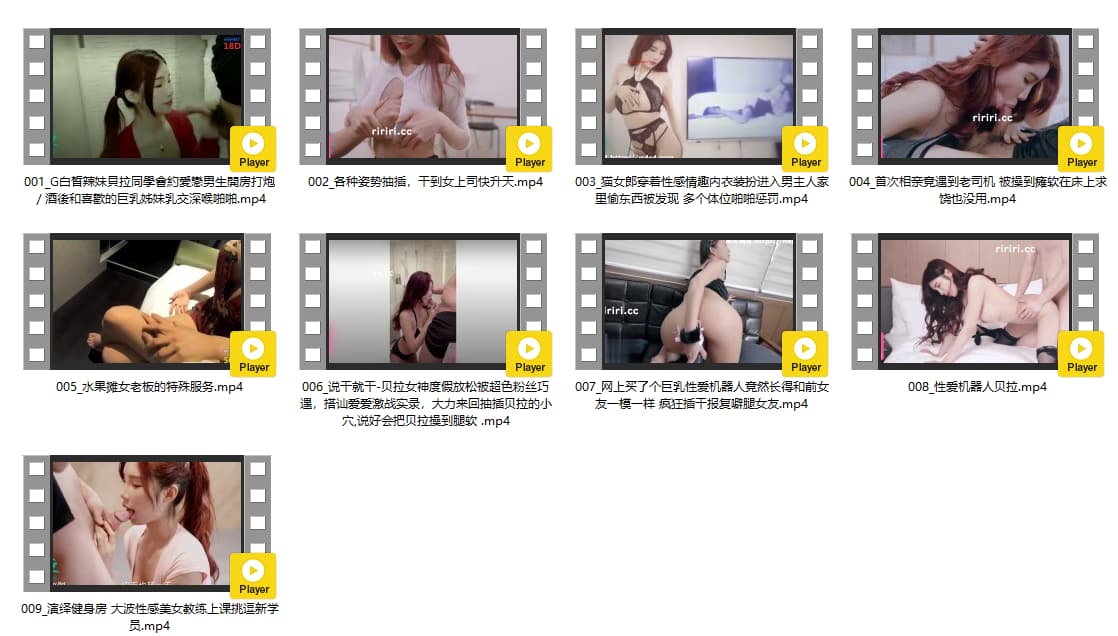 HIHBT
18D
Player
ririri.cc
Player
Player
ririri.cc
Player
001_G白皙辣妹貝拉同學會約愛戀男生開房打炮
/ 酒後和喜歡的巨乳姊妹乳交深喉啪啪.mp4
002_各种姿势抽插，干到女上司快升天.mp4
003_猫女郎穿着性感情趣内衣装扮进入男主人家
里偷东西被发现 多个体位啪啪惩罚.mp4
004_首次相亲竟遇到老司机 被操到瘫软在床上求
饶也没用.mp4
Player
Player
ririri.cc
Player
ririri.cc
Player
005_水果摊女老板的特殊服务.mp4
006_说干就干-贝拉女神度假放松被超色粉丝巧
遇，搭讪爱爱激战实录，大力来回抽插贝拉的小
穴,说好会把贝拉操到腿软 .mp4
007_网上买了个巨乳性爱机器人竟然长得和前女
友一模一样 疯狂插干报复劈腿女友.mp4
008_性爱机器人贝拉.mp4
Player
009_演绎健身房 大波性感美女教练上课挑逗新学
员.mp4